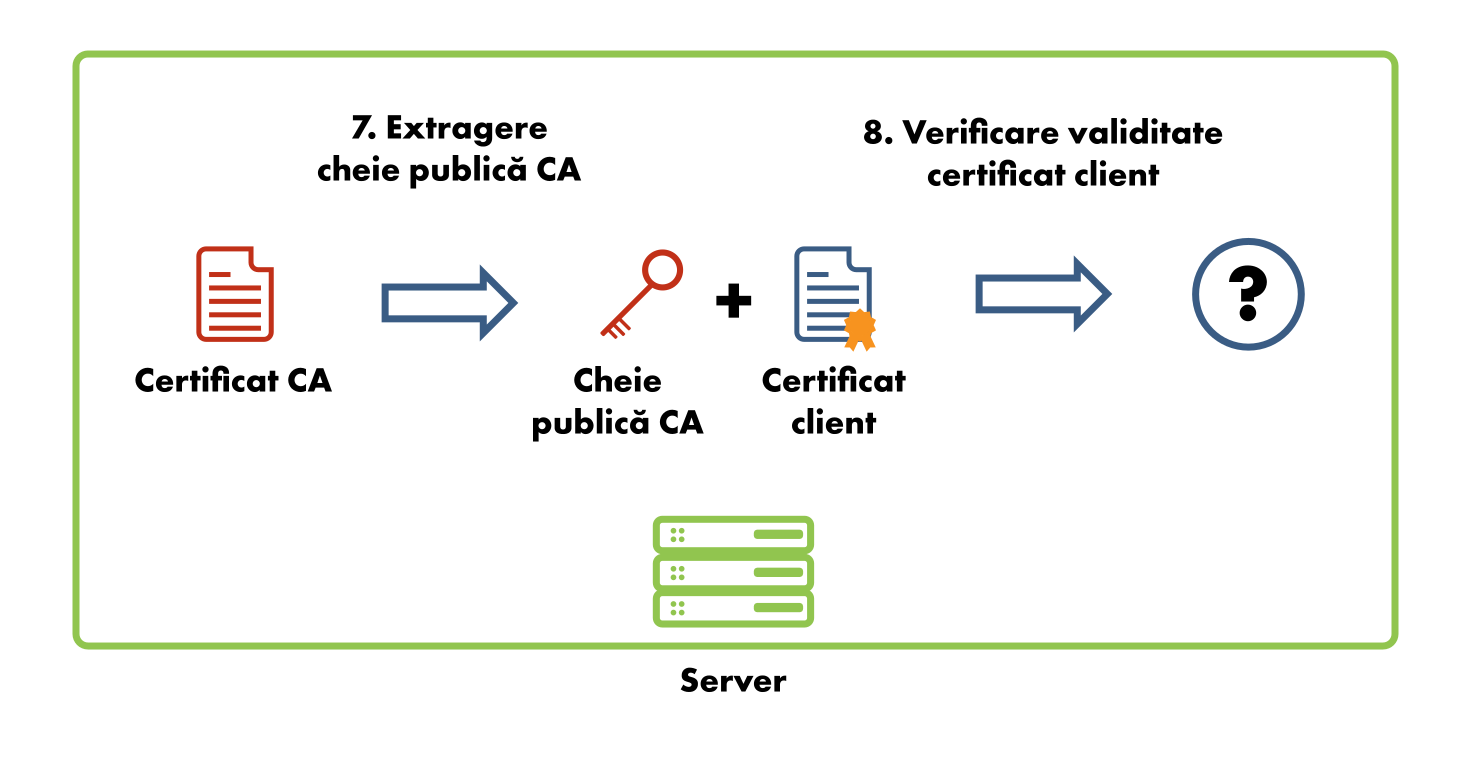 7. Extragere
cheie publică CA
8. Verificare validitate
certificat client
?
+
Certificat CA
Cheie
publică CA
Certificat
client
Server